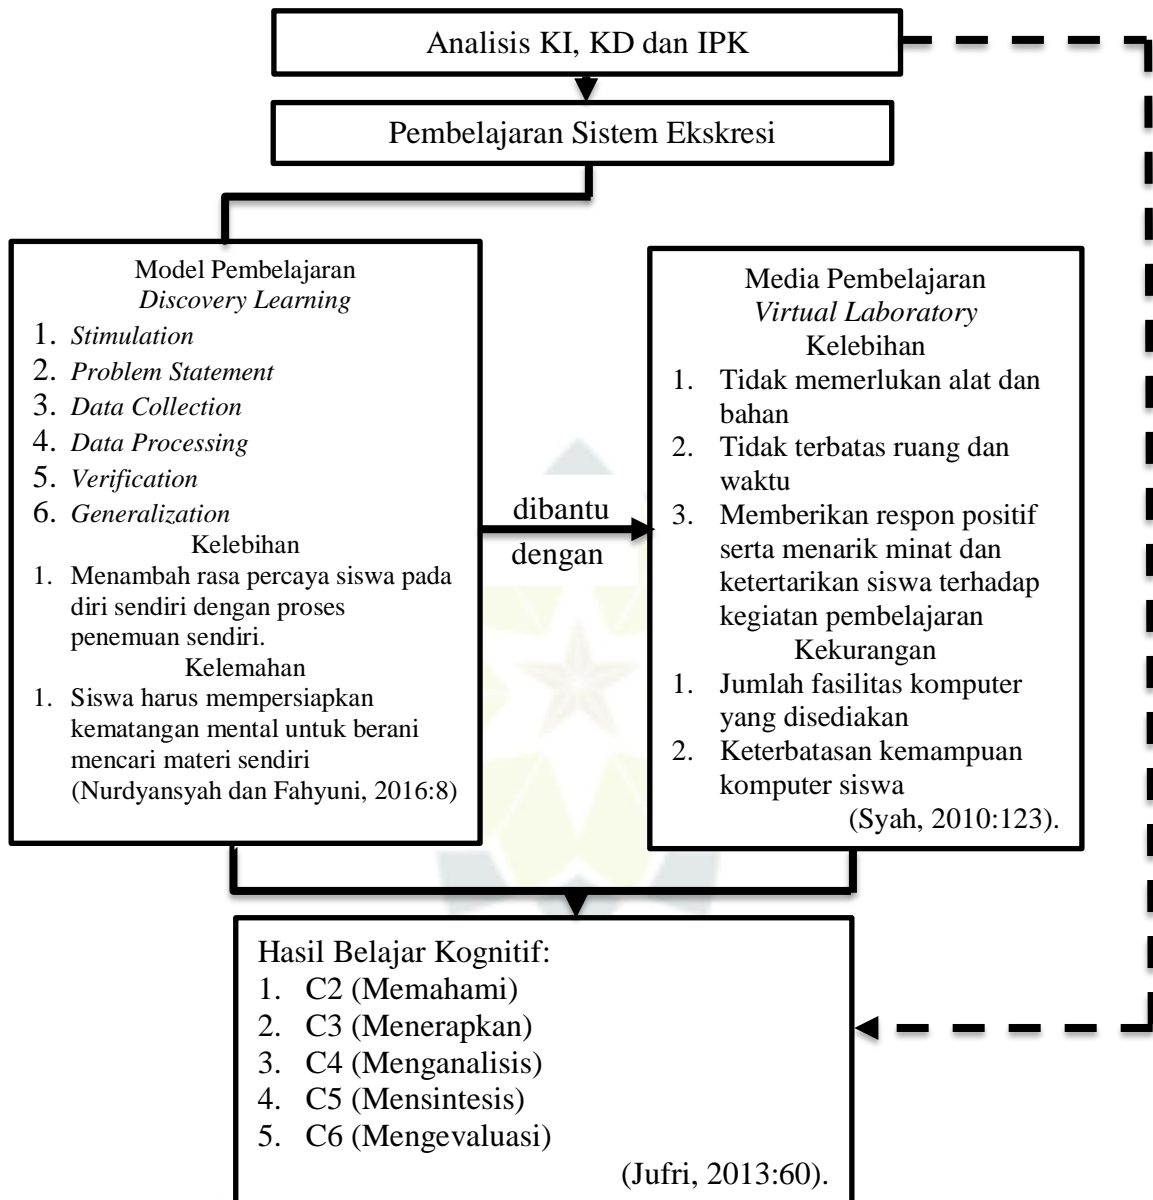 Analisis KI, KD dan IPK
Pembelajaran Sistem Ekskresi
Model Pembelajaran
Discovery Learning
1. Stimulation
2. Problem Statement
3. Data Collection
4. Data Processing
5. Verification
6. Generalization
Kelebihan
1. Menambah rasa percaya siswa pada
diri sendiri dengan proses
penemuan sendiri.
Kelemahan
1. Siswa harus mempersiapkan
kematangan mental untuk berani
mencari materi sendiri
(Nurdyansyah dan Fahyuni, 2016:8)
dibantu
dengan
Media Pembelajaran
Virtual Laboratory
Kelebihan
1. Tidak memerlukan alat dan
bahan
2. Tidak terbatas ruang dan
waktu
3. Memberikan respon positif
serta menarik minat dan
ketertarikan siswa terhadap
kegiatan pembelajaran
Kekurangan
1. Jumlah fasilitas komputer
yang disediakan
2. Keterbatasan kemampuan
komputer siswa
(Syah, 2010:123).
Hasil Belajar Kognitif:
1. C2 (Memahami)
2. C3 (Menerapkan)
3. C4 (Menganalisis)
4. C5 (Mensintesis)
5. C6 (Mengevaluasi)
(Jufri, 2013:60).